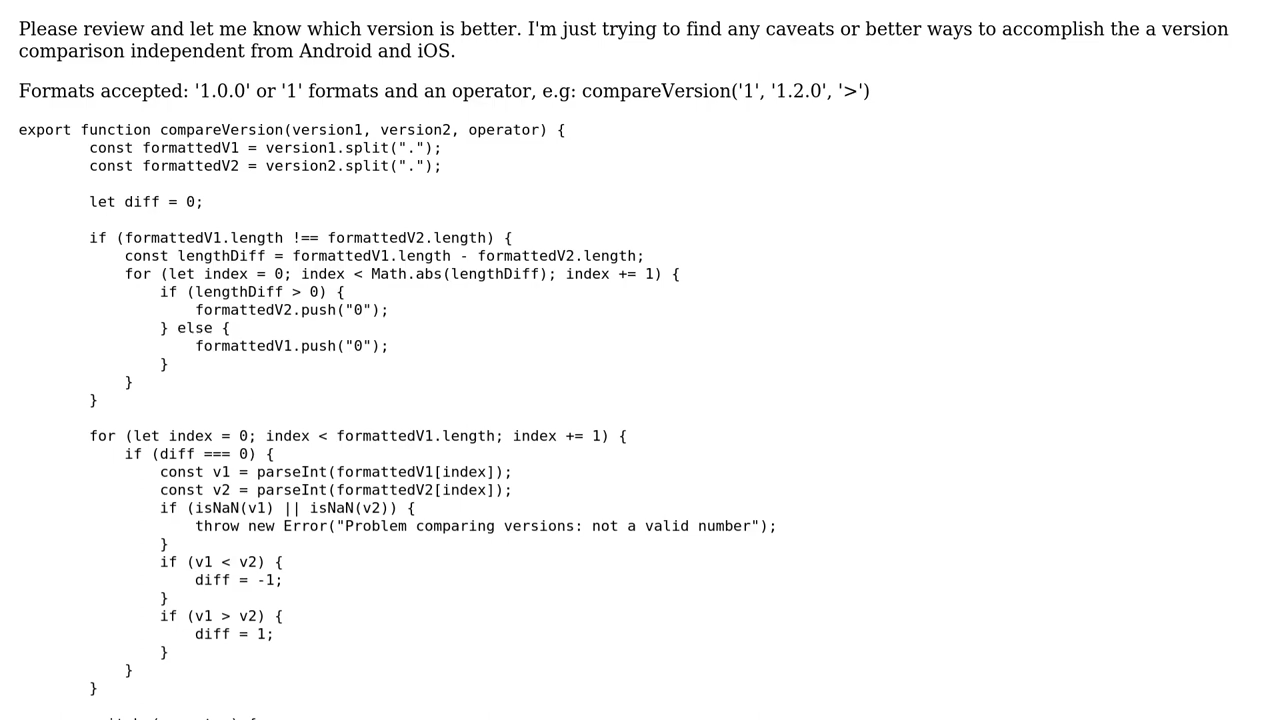 Please review and let me know which version is better. I'm just trying to find any caveats or better ways to accomplish the a version
comparison independent from Android and iOS.
Formats accepted: '1.0.0' or '1' formats and an operator, e.g: compareVersion('1', '1.2.0', '>')
export function compareVersion(version1, version2, operator) {
        const formattedV1 = version1.split(".");
        const formattedV2 = version2.split(".");

        let diff = 0;

        if (formattedV1.length !== formattedV2.length) {
            const lengthDiff = formattedV1.length - formattedV2.length;
            for (let index = 0; index < Math.abs(lengthDiff); index += 1) {
                if (lengthDiff > 0) {
                    formattedV2.push("0");
                } else {
                    formattedV1.push("0");
                }
            }
        }

        for (let index = 0; index < formattedV1.length; index += 1) {
            if (diff === 0) {
                const v1 = parseInt(formattedV1[index]);
                const v2 = parseInt(formattedV2[index]);
                if (isNaN(v1) || isNaN(v2)) {
                    throw new Error("Problem comparing versions: not a valid number");
                }
                if (v1 < v2) {
                    diff = -1;
                }
                if (v1 > v2) {
                    diff = 1;
                }
            }
        }